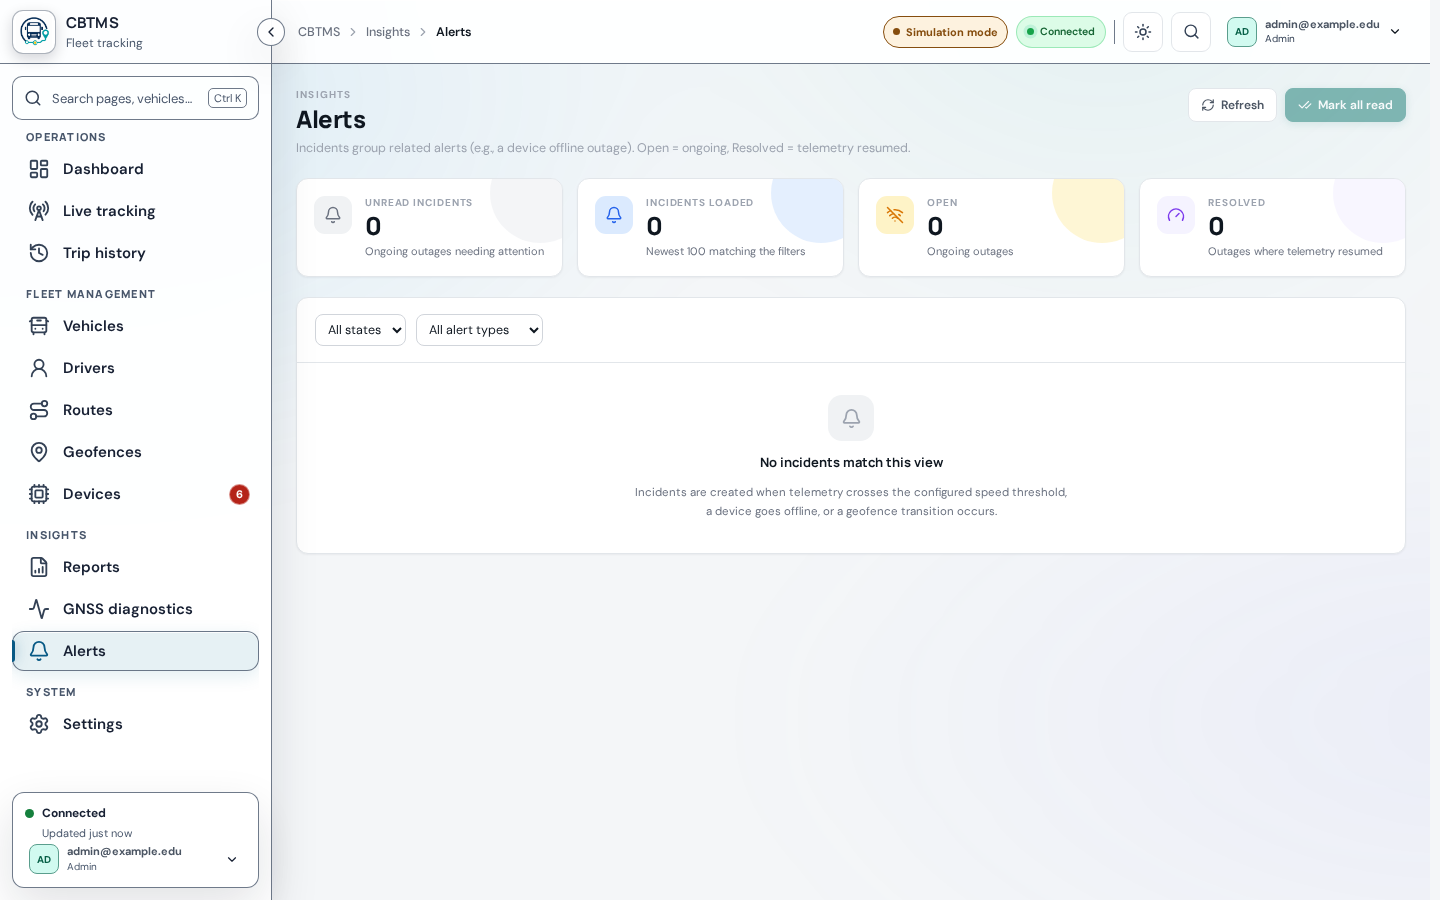 CBTMS
Fleet tracking
Search pages, vehicles... Ctrl K
OPERATIONS
Dashboard
Live tracking
Trip history
FLEET MANAGEMENT
Vehicles
Drivers
Routes
Geofences
Devices 6
INSIGHTS
Reports
GNSS diagnostics
Alerts
SYSTEM
Settings
Connected
Updated just now
AD admin@example.edu
Admin
CBTMS > Insights > Alerts
Simulation mode
Connected
AD admin@example.edu
Admin
INSIGHTS
Alerts
Incidents group related alerts (e.g., a device offline outage). Open = ongoing, Resolved = telemetry resumed.
Refresh
Mark all read
UNREAD INCIDENTS
0
Ongoing outages needing attention
INCIDENTS LOADED
0
Newest 100 matching the filters
OPEN
0
Ongoing outages
RESOLVED
0
Outages where telemetry resumed
All states
All alert types
No incidents match this view
Incidents are created when telemetry crosses the configured speed threshold,
a device goes offline, or a geofence transition occurs.